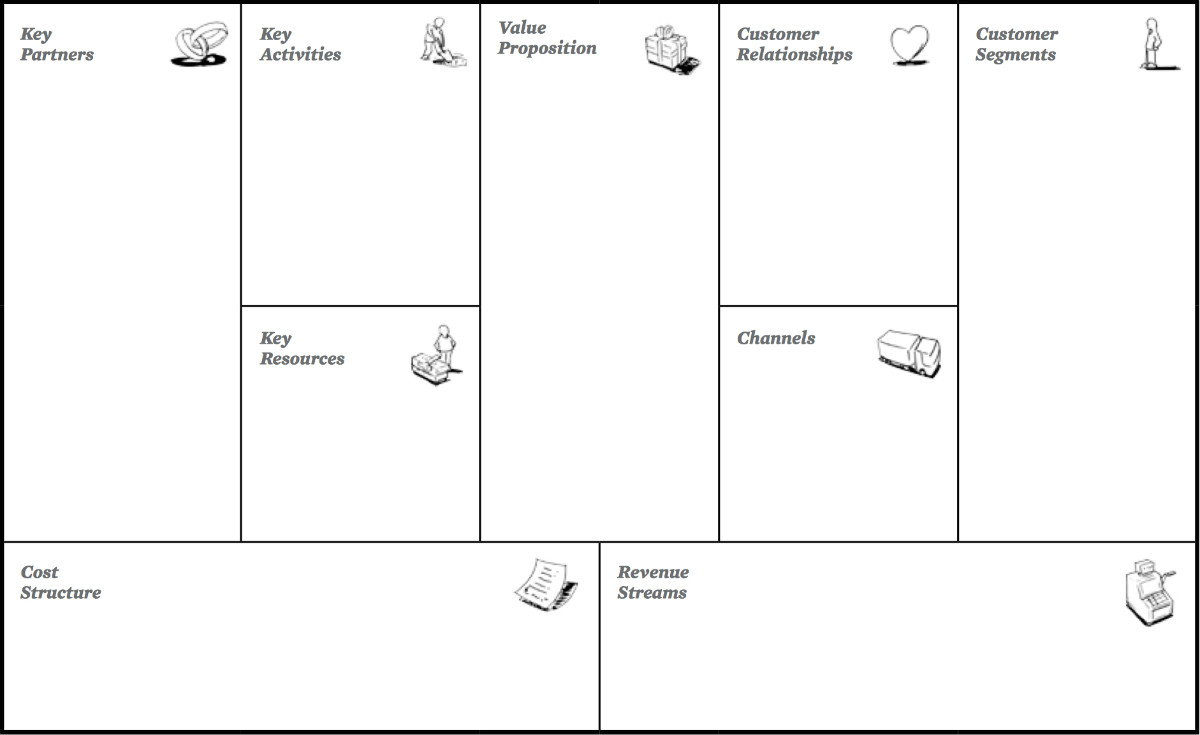 Key
Partners
Key
Activities
Value
Proposition
Customer
Relationships
Customer
Segments
Key
Resources
Channels
Cost
Structure
Revenue
Streams